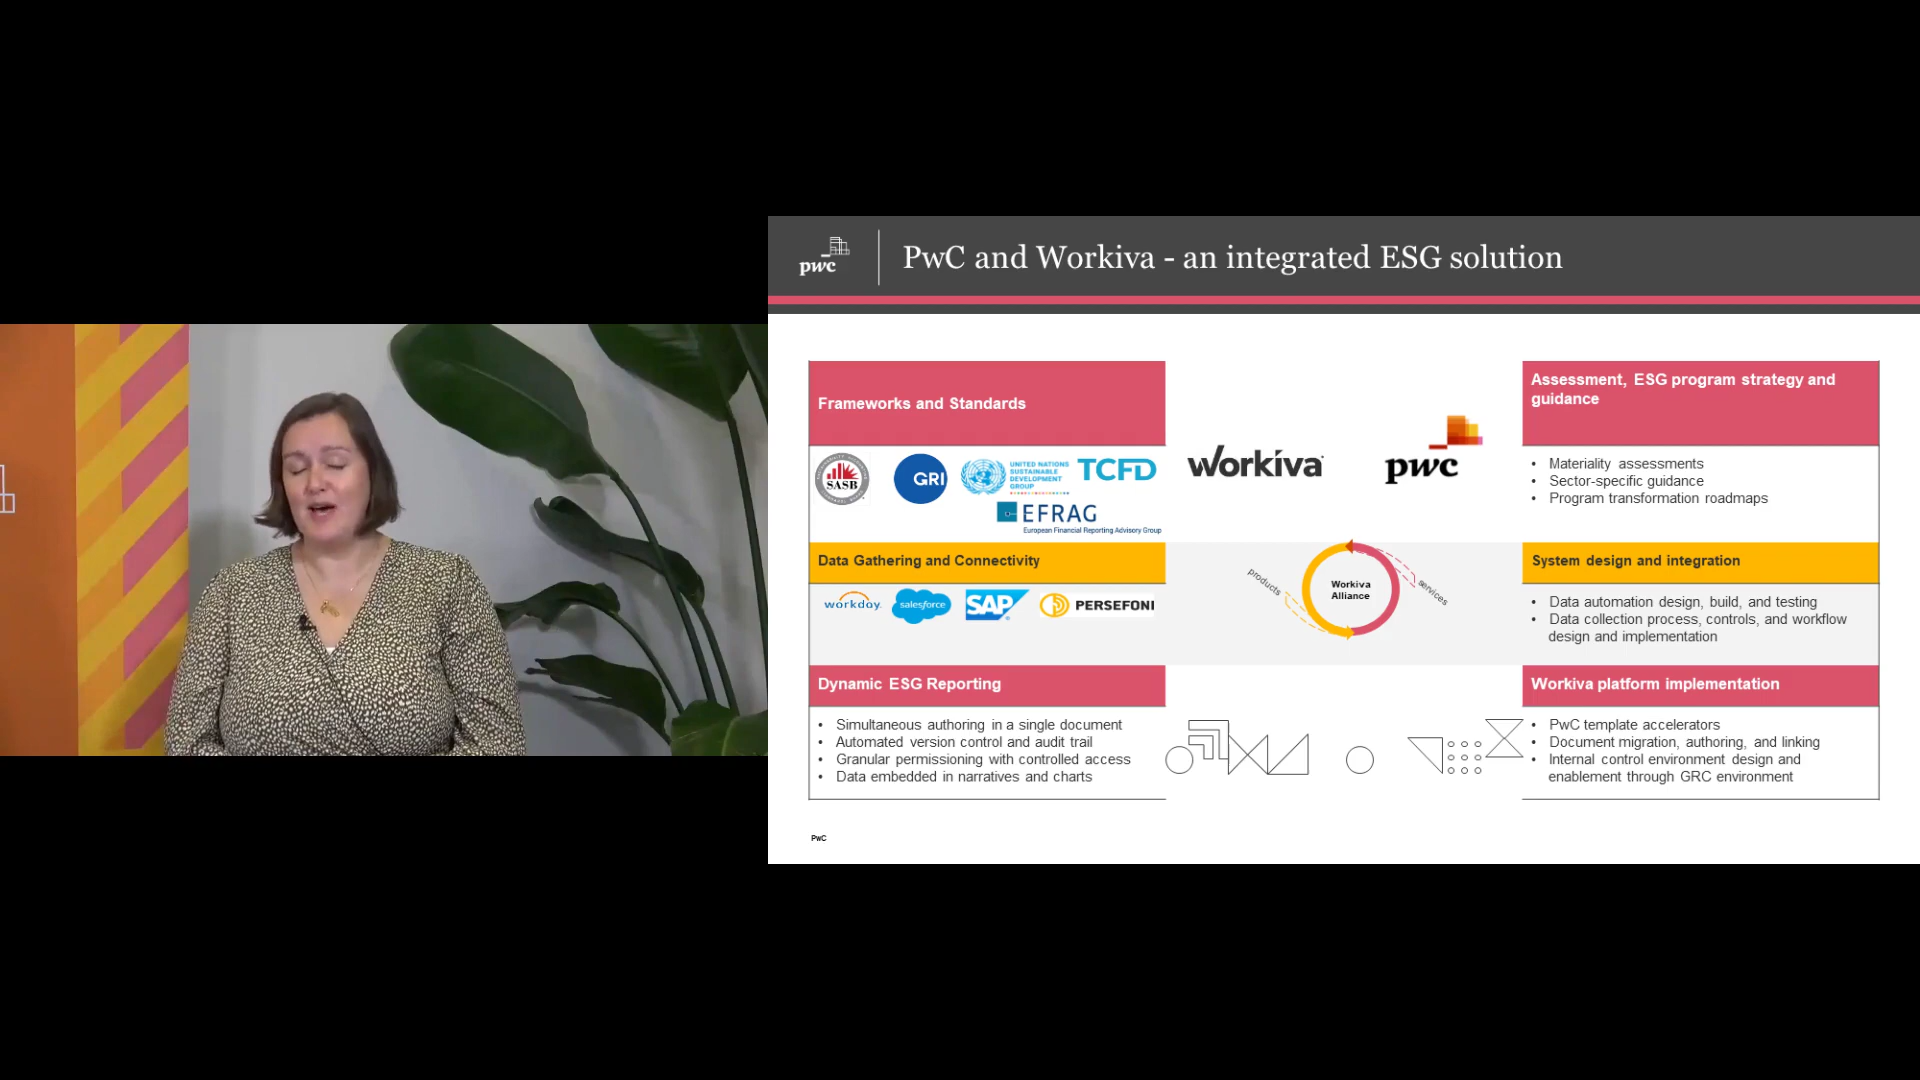 pwc
PwC and Workiva - an integrated ESG solution
Frameworks and Standards
SASB
GRI
UNITED NATIONS
SUSTAINABLE
DEVELOPMENT
GROUP
TCFD
EFRAG
European Financial Reporting Advisory Group
Data Gathering and Connectivity
workday.
salesforce
SAP
PERSEFONI
Dynamic ESG Reporting
• Simultaneous authoring in a single document
• Automated version control and audit trail
• Granular permissioning with controlled access
• Data embedded in narratives and charts
workiva
pwc
products
Workiva
Alliance
services
Assessment, ESG program strategy and
guidance
• Materiality assessments
• Sector-specific guidance
• Program transformation roadmaps
System design and integration
• Data automation design, build, and testing
• Data collection process, controls, and workflow
design and implementation
Workiva platform implementation
• PwC template accelerators
• Document migration, authoring, and linking
• Internal control environment design and
enablement through GRC environment
PwC